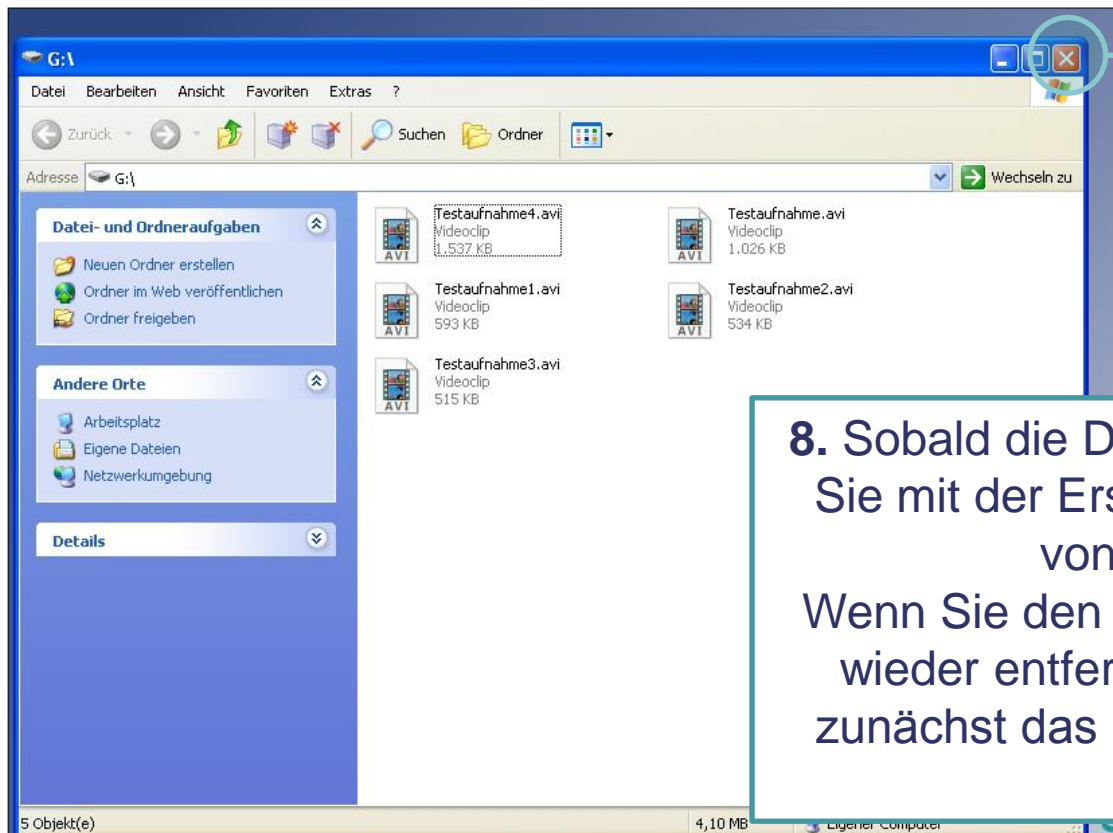 G:\
Datei Bearbeiten Ansicht Favoriten Extras ?
Zurück Suchen Ordner
Adresse G:\ Wechseln zu
Datei- und Ordneraufgaben
Neuen Ordner erstellen
Ordner im Web veröffentlichen
Ordner freigeben
Andere Orte
Arbeitsplatz
Eigene Dateien
Netzwerkumgebung
Details
Testaufnahme4.avi
Videoclip
1.537 KB
AVI
Testaufnahme.avi
Videoclip
1.026 KB
AVI
Testaufnahme1.avi
Videoclip
593 KB
AVI
Testaufnahme2.avi
Videoclip
534 KB
AVI
Testaufnahme3.avi
Videoclip
515 KB
AVI
8. Sobald die D
Sie mit der Ers
von
Wenn Sie den
wieder entfer
zunächst das
5 Objekt(e) 4,10 MB Eigener Computer